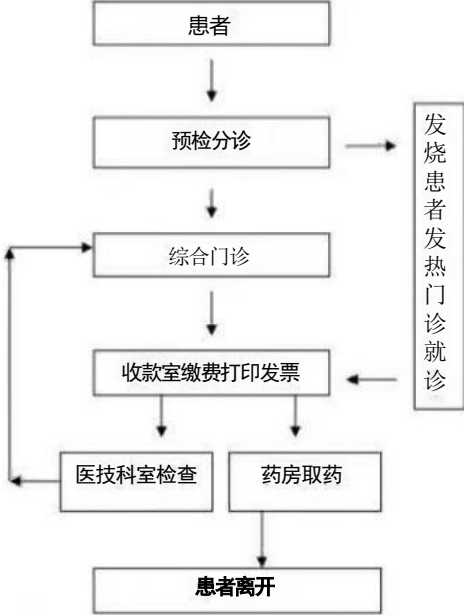 患者
预检分诊
发烧患者发热门诊就诊
综合门诊
收款室缴费打印发票
医技科室检查
药房取药
患者离开